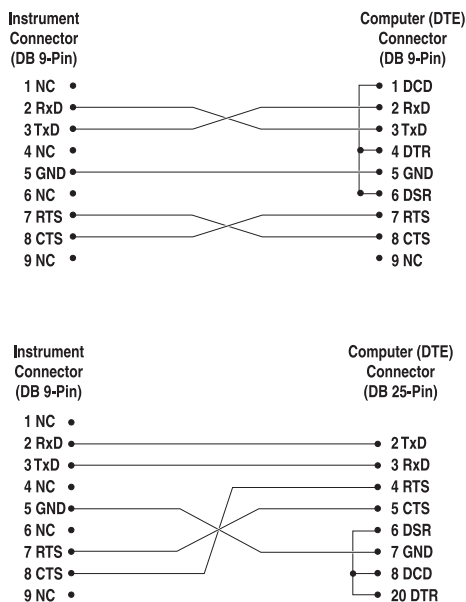 Instrument
Connector
(DB 9-Pin)
Computer (DTE)
Connector
(DB 9-Pin)
1 NC
1 DCD
2 RxD
2 RxD
3 TxD
3 TxD
4 NC
4 DTR
5 GND
5 GND
6 NC
6 DSR
7 RTS
7 RTS
8 CTS
8 CTS
9 NC
9 NC
Instrument
Connector
(DB 9-Pin)
Computer (DTE)
Connector
(DB 25-Pin)
1 NC
2 RxD
2 TxD
3 TxD
3 RxD
4 NC
4 RTS
5 GND
5 CTS
6 NC
6 DSR
7 RTS
7 GND
8 CTS
8 DCD
9 NC
20 DTR